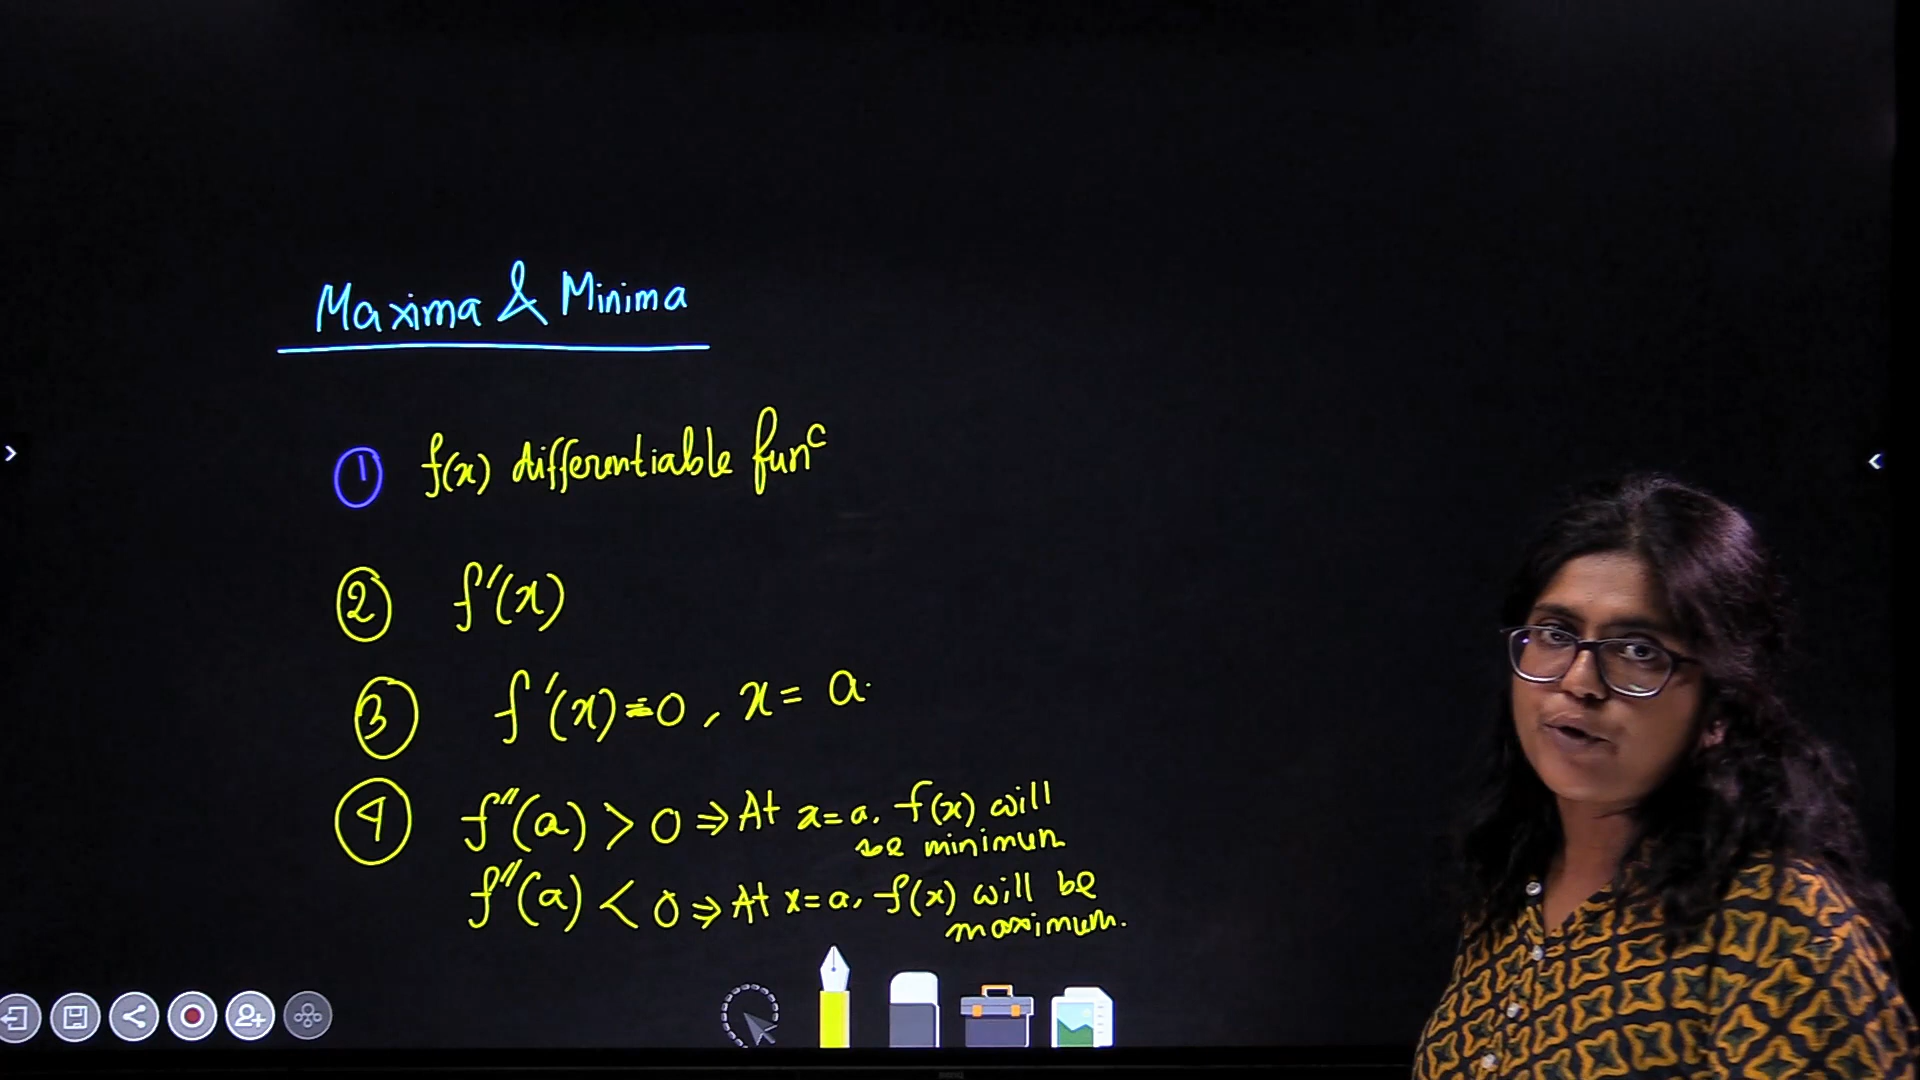 Maxima & Minima
① f(x) differentiable funᶜ
② f'(x)
③ f'(x)=0, x = a.
④ f''(a) > 0 ⇒ At x=a, f(x) will
be minimum
f''(a) < 0 ⇒ At x=a, f(x) will be
maximum.